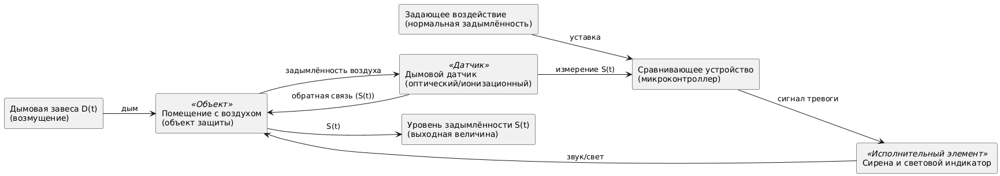 Задающее воздействие
(нормальная задымлённость)
уставка
«Датчик»
Дымовой датчик
(оптический/ионизационный)
задымлённость воздуха
измерение S(t)
Сравнивающее устройство
(микроконтроллер)
обратная связь (S(t))
сигнал тревоги
Дымовая завеса D(t)
(возмущение)
дым
«Объект»
Помещение с воздухом
(объект защиты)
S(t)
Уровень задымлённости S(t)
(выходная величина)
звук/свет
«Исполнительный элемент»
Сирена и световой индикатор